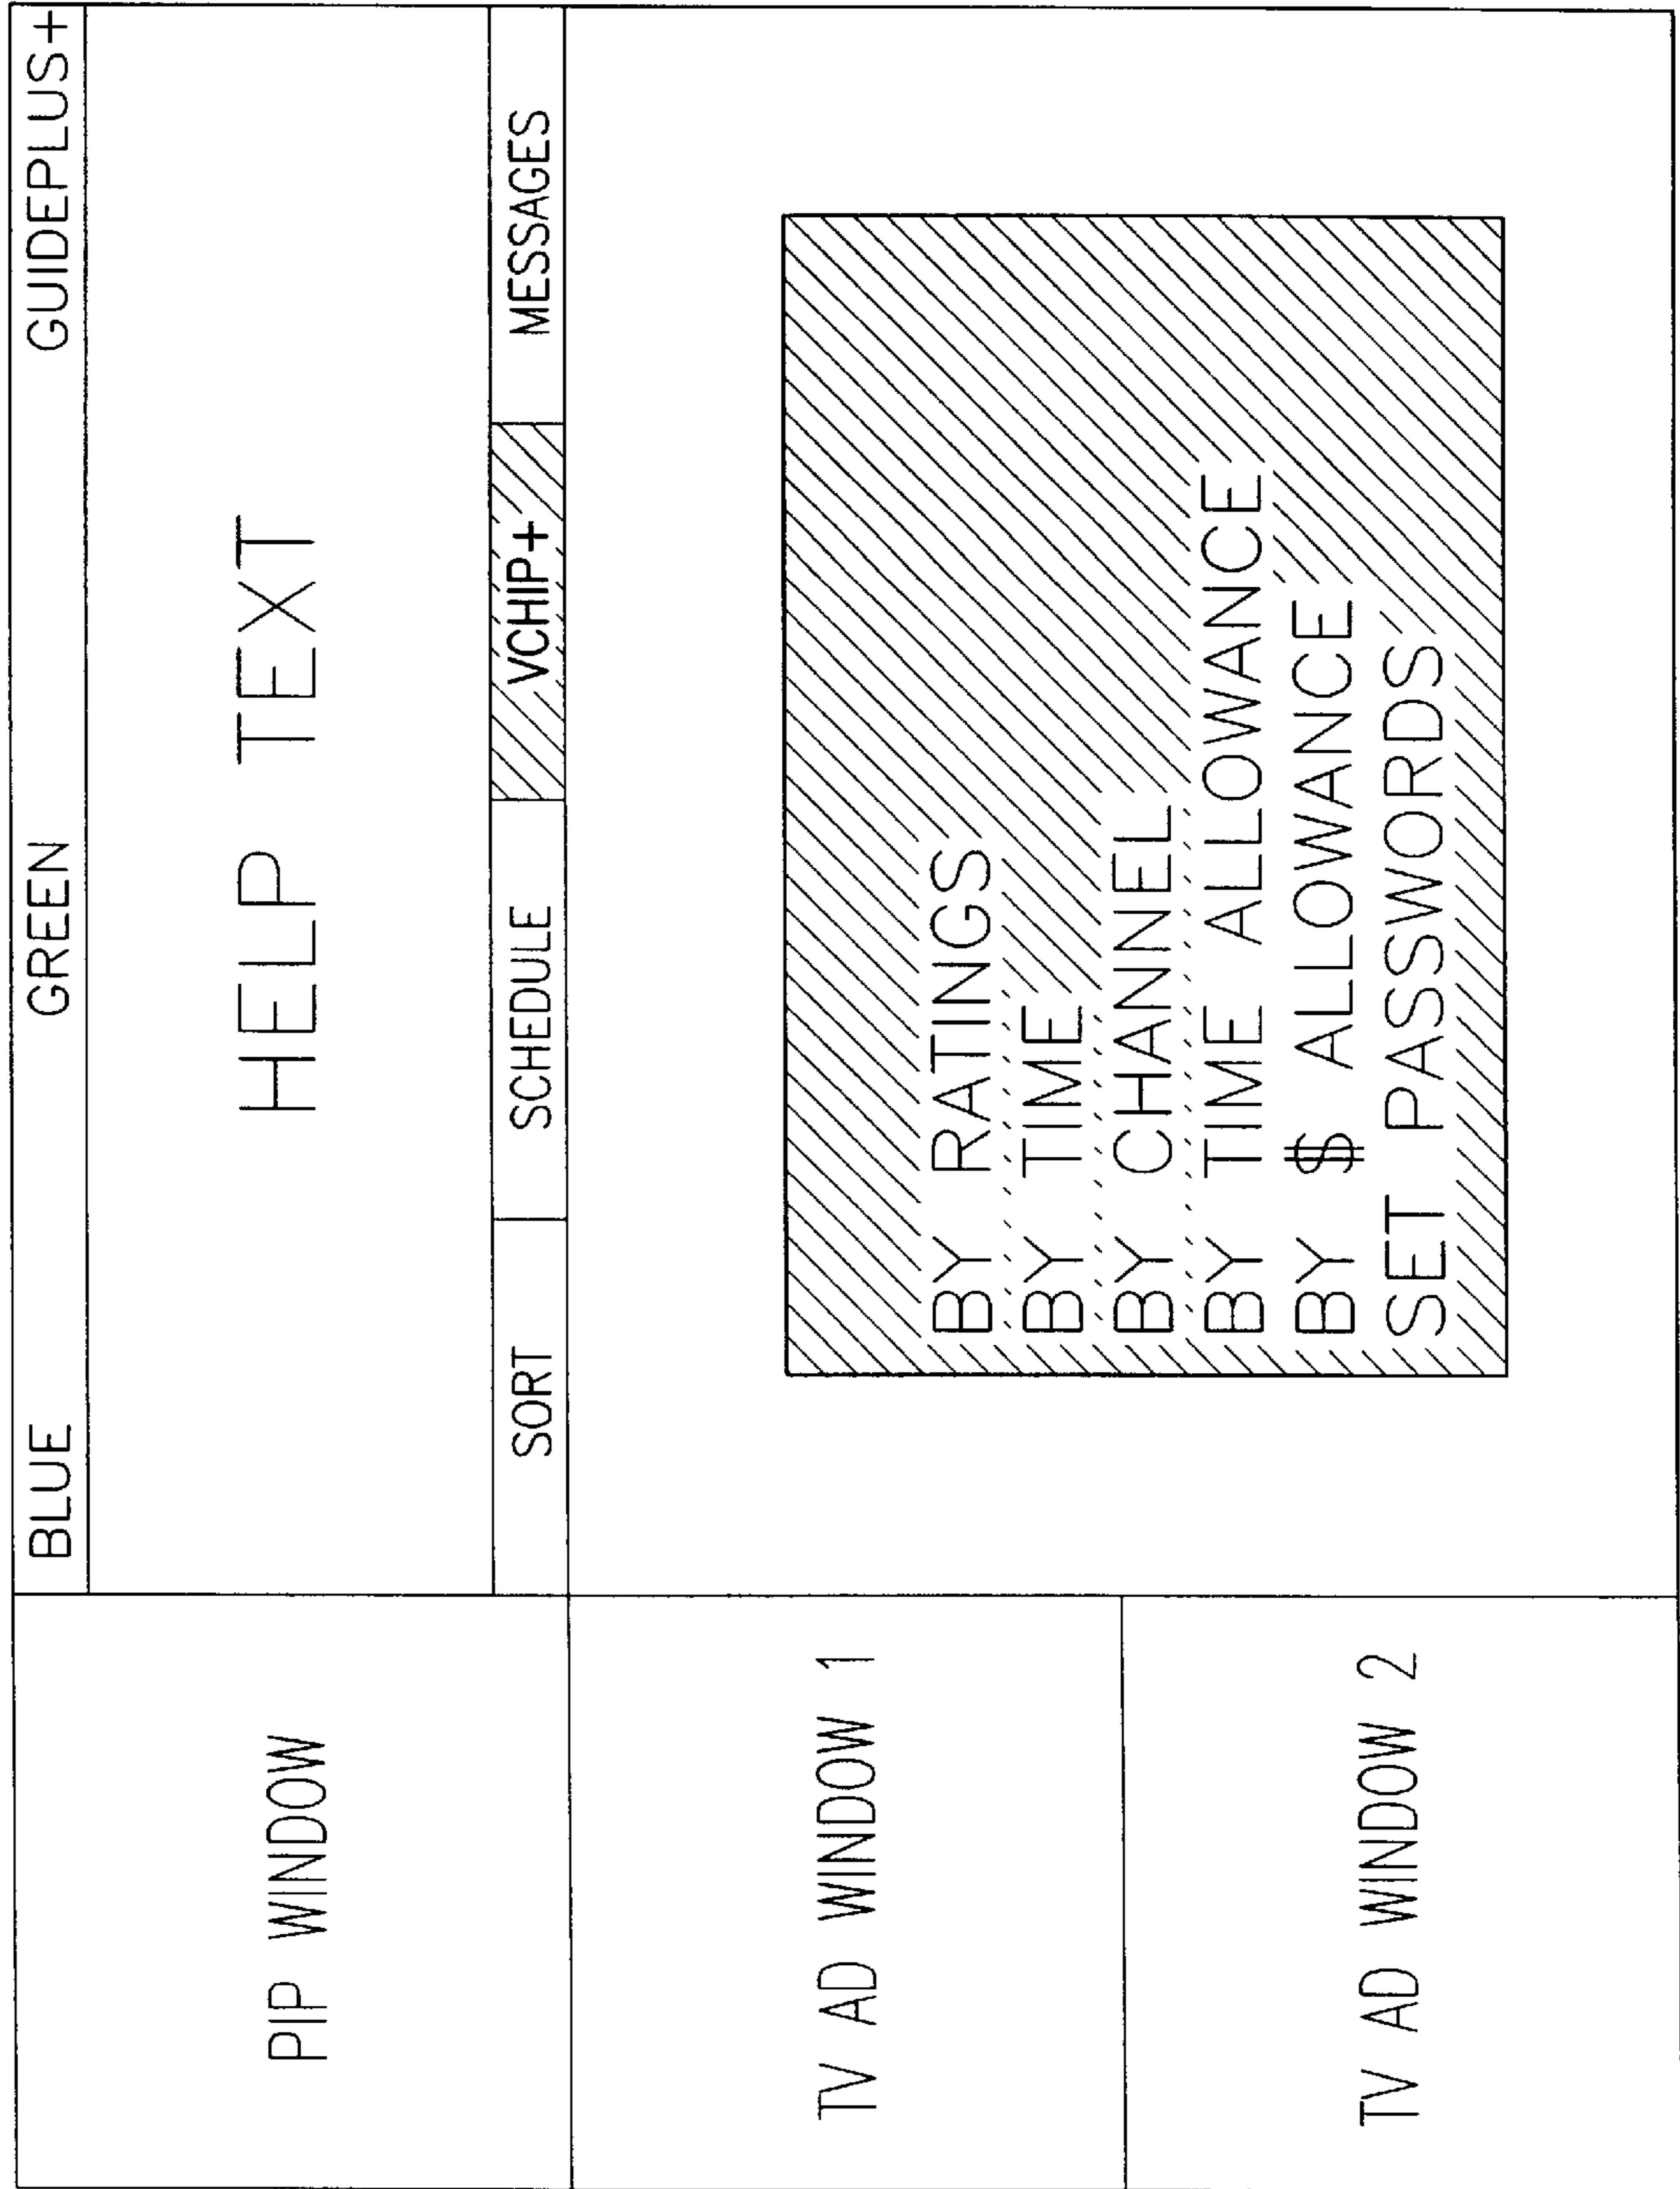 BLUE GREEN GUIDEPLUS+
PIP WINDOW
HELP TEXT
SORT SCHEDULE VCHIP+ MESSAGES
TV AD WINDOW 1
TV AD WINDOW 2
BY RATINGS
BY TIME
BY CHANNEL
BY TIME ALLOWANCE
BY $ ALLOWANCE
SET PASSWORDS